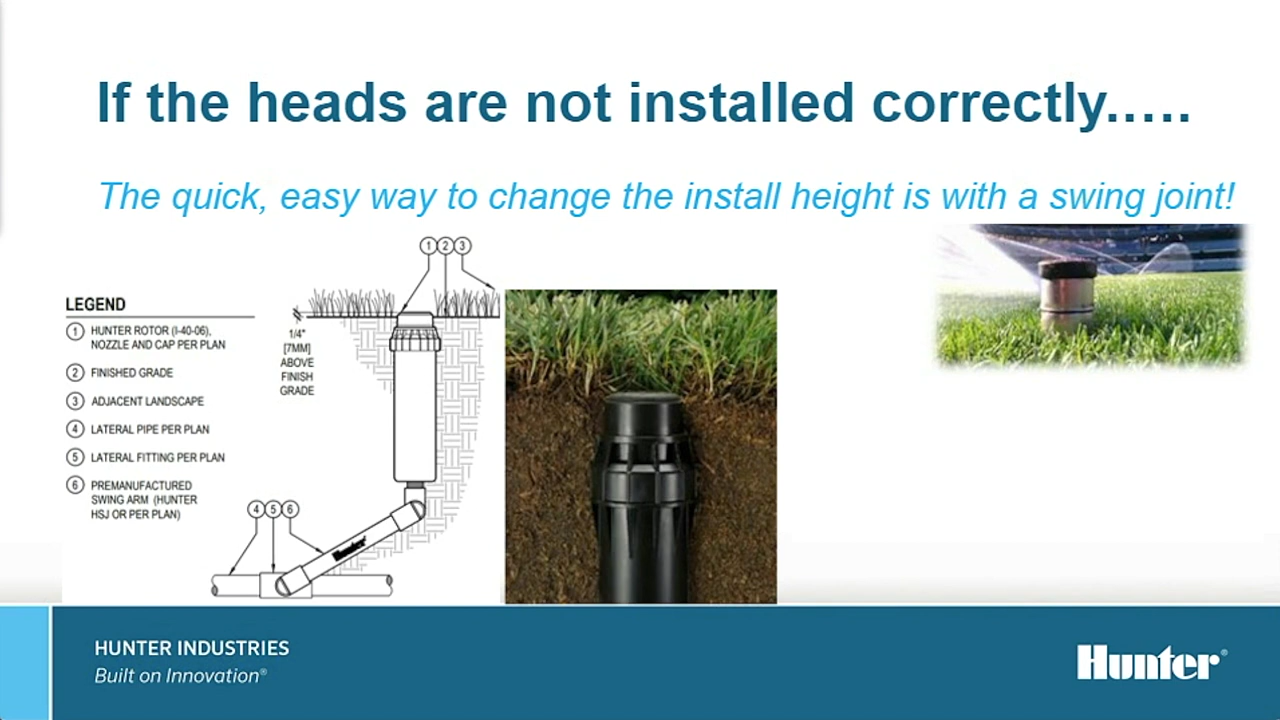 If the heads are not installed correctly.….
The quick, easy way to change the install height is with a swing joint!
1 2 3
LEGEND
1 HUNTER ROTOR (I-40-06),
NOZZLE AND CAP PER PLAN
2 FINISHED GRADE
3 ADJACENT LANDSCAPE
4 LATERAL PIPE PER PLAN
5 LATERAL FITTING PER PLAN
6 PREMANUFACTURED
SWING ARM (HUNTER
HSJ OR PER PLAN)
1/4"
[7MM]
ABOVE
FINISH
GRADE
4 5 6
Hunter
HUNTER INDUSTRIES
Built on Innovation®
Hunter®